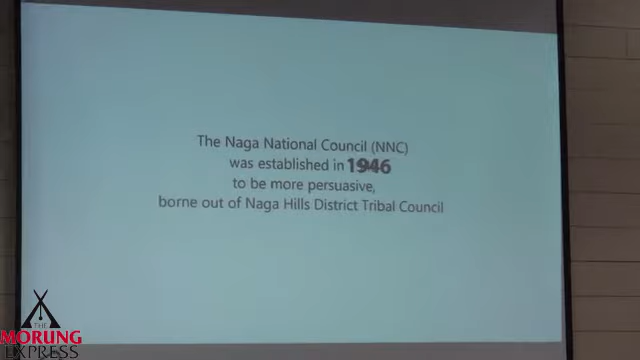 The Naga National Council (NNC)
was established in 1946
to be more persuasive,
borne out of Naga Hills District Tribal Council
THE
MORUNG
EXPRESS